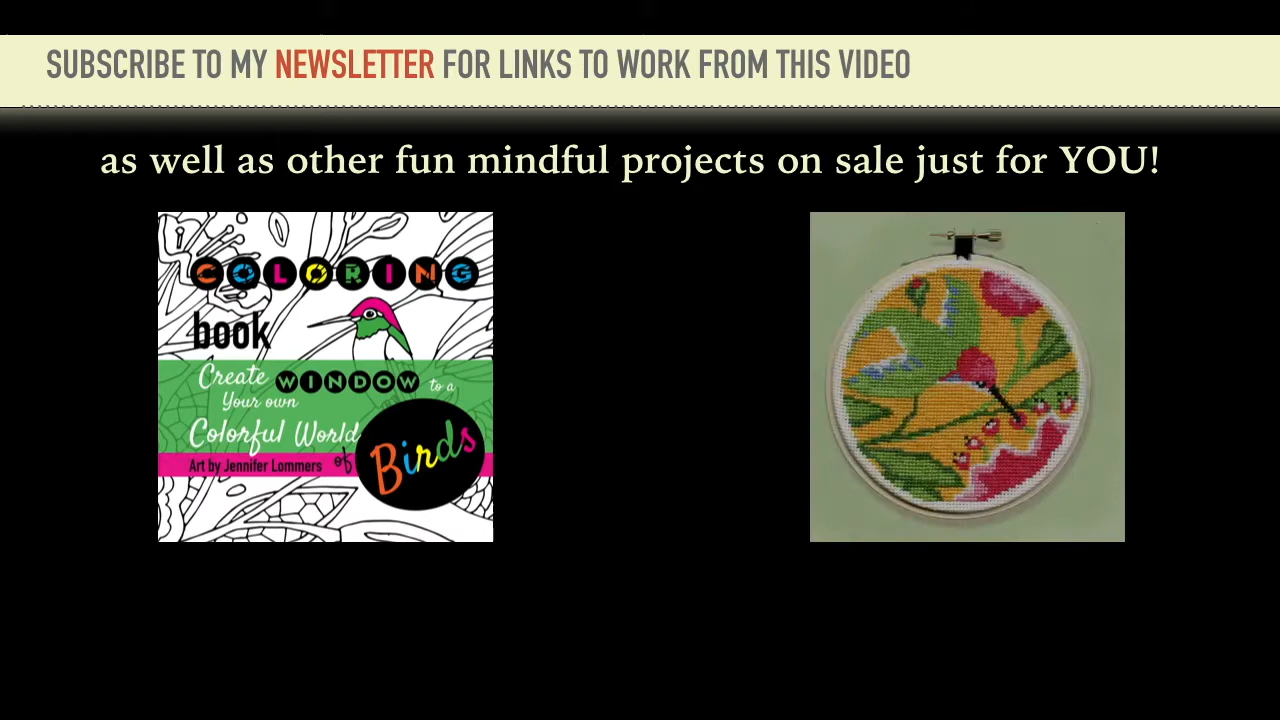 SUBSCRIBE TO MY NEWSLETTER FOR LINKS TO WORK FROM THIS VIDEO
as well as other fun mindful projects on sale just for YOU!
COLORING
book
Create WINDOW to a
Your own
Colorful World
Art by Jennifer Lommers of Birds